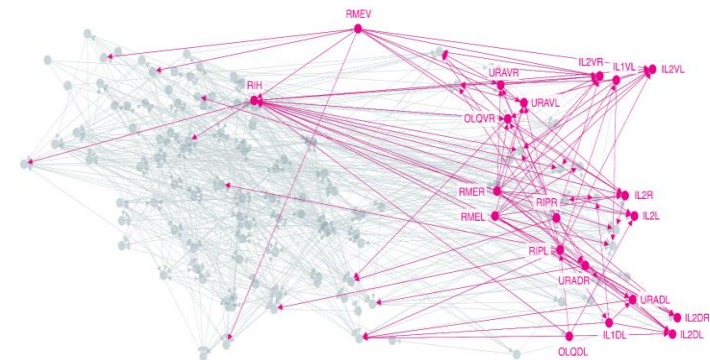 RMEV
IL2VR
IL1VL
IL2VL
URAVR
RIH
URAVL
OLQVR
RMER
RIPR
IL2R
RMEL
IL2L
RIPL
URADR
URADL
IL2DR
IL1DL
IL2DL
OLQDL